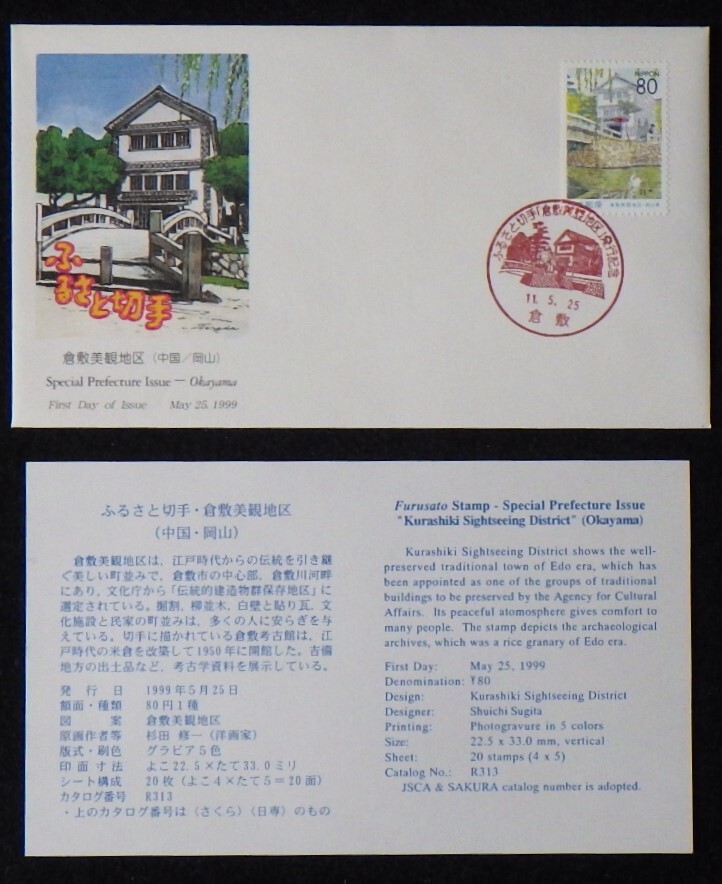 NIPPON
80
倉敷美観地区・岡山県
ふるさと切手「倉敷美観地区」発行記念
11. 5. 25
倉敷
ふるさと切手
倉敷美観地区（中国／岡山）
Special Prefecture Issue — Okayama
First Day of Issue May 25, 1999
ふるさと切手・倉敷美観地区
（中国・岡山）
倉敷美観地区は、江戸時代からの伝統を引き継
ぐ美しい町並みで、倉敷市の中心部、倉敷川河畔
にあり、文化庁から「伝統的建造物群保存地区」に
選定されている。掘割、柳並木、白壁と貼り瓦、文
化施設と民家の町並みは、多くの人に安らぎを与
えている。切手に描かれている倉敷考古館は、江
戸時代の米倉を改築して1950年に開館した。吉備
地方の出土品など、考古学資料を展示している。
発行日 1999年5月25日
額面・種類 80円1種
図案 倉敷美観地区
原画作者等 杉田 修一（洋画家）
版式・刷色 グラビア5色
印面寸法 よこ22.5×たて33.0ミリ
シート構成 20枚（よこ4×たて5＝20面）
カタログ番号 R313
・上のカタログ番号は〈さくら〉〈日専〉のもの
Furusato Stamp - Special Prefecture Issue
"Kurashiki Sightseeing District" (Okayama)
Kurashiki Sightseeing District shows the well-
preserved traditional town of Edo era, which has
been appointed as one of the groups of traditional
buildings to be preserved by the Agency for Cultural
Affairs. Its peaceful atomosphere gives comfort to
many people. The stamp depicts the archaeological
archives, which was a rice granary of Edo era.
First Day: May 25, 1999
Denomination: ¥80
Design: Kurashiki Sightseeing District
Designer: Shuichi Sugita
Printing: Photogravure in 5 colors
Size: 22.5 x 33.0 mm, vertical
Sheet: 20 stamps (4 x 5)
Catalog No.: R313
JSCA & SAKURA catalog number is adopted.